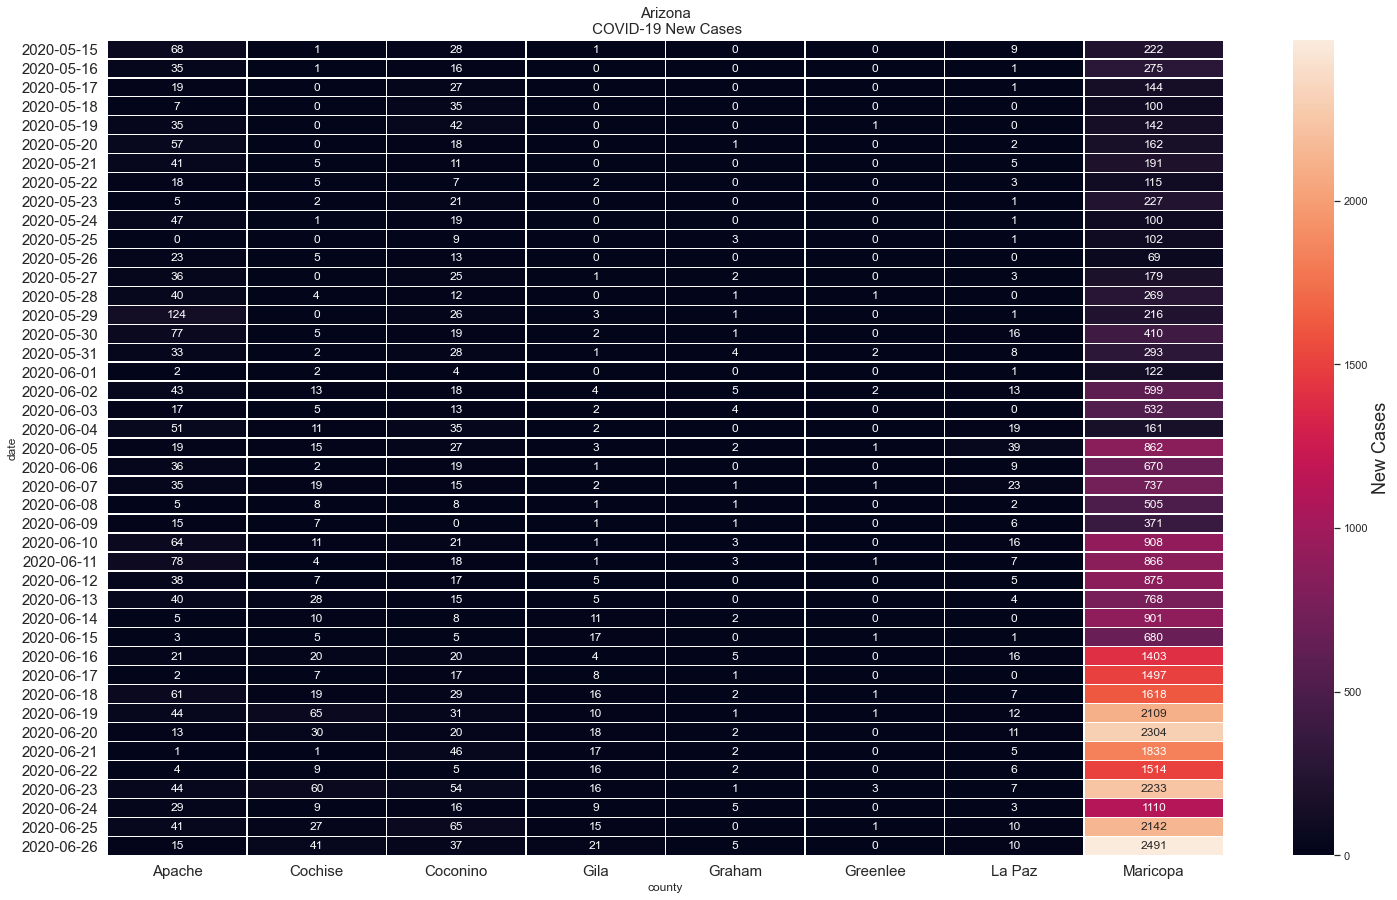 Arizona
COVID-19 New Cases
2020-05-15 68 1 28 1 0 0 9 222
2020-05-16 35 1 16 0 0 0 1 275
2020-05-17 19 0 27 0 0 0 1 144
2020-05-18 7 0 35 0 0 0 0 100
2020-05-19 35 0 42 0 0 1 0 142
2020-05-20 57 0 18 0 1 0 2 162
2020-05-21 41 5 11 0 0 0 5 191
2020-05-22 18 5 7 2 0 0 3 115
2020-05-23 5 2 21 0 0 0 1 227
2020-05-24 47 1 19 0 0 0 1 100
2020-05-25 0 0 9 0 3 0 1 102
2020-05-26 23 5 13 0 0 0 0 69
2020-05-27 36 0 25 1 2 0 3 179
2020-05-28 40 4 12 0 1 1 0 269
2020-05-29 124 0 26 3 1 0 1 216
2020-05-30 77 5 19 2 1 0 16 410
2020-05-31 33 2 28 1 4 2 8 293
2020-06-01 2 2 4 0 0 0 1 122
2020-06-02 43 13 18 4 5 2 13 599
2020-06-03 17 5 13 2 4 0 0 532
2020-06-04 51 11 35 2 0 0 19 161
2020-06-05 19 15 27 3 2 1 39 862
2020-06-06 36 2 19 1 0 0 9 670
2020-06-07 35 19 15 2 1 1 23 737
2020-06-08 5 8 8 1 1 0 2 505
2020-06-09 15 7 0 1 1 0 6 371
2020-06-10 64 11 21 1 3 0 16 908
2020-06-11 78 4 18 1 3 1 7 866
2020-06-12 38 7 17 5 0 0 5 875
2020-06-13 40 28 15 5 0 0 4 768
2020-06-14 5 10 8 11 2 0 0 901
2020-06-15 3 5 5 17 0 1 1 680
2020-06-16 21 20 20 4 5 0 16 1403
2020-06-17 2 7 17 8 1 0 0 1497
2020-06-18 61 19 29 16 2 1 7 1618
2020-06-19 44 65 31 10 1 1 12 2109
2020-06-20 13 30 20 18 2 0 11 2304
2020-06-21 1 1 46 17 2 0 5 1833
2020-06-22 4 9 5 16 2 0 6 1514
2020-06-23 44 60 54 16 1 3 7 2233
2020-06-24 29 9 16 9 5 0 3 1110
2020-06-25 41 27 65 15 0 1 10 2142
2020-06-26 15 41 37 21 5 0 10 2491
Apache Cochise Coconino Gila Graham Greenlee La Paz Maricopa
county
date
2000
1500
1000
500
0
New Cases